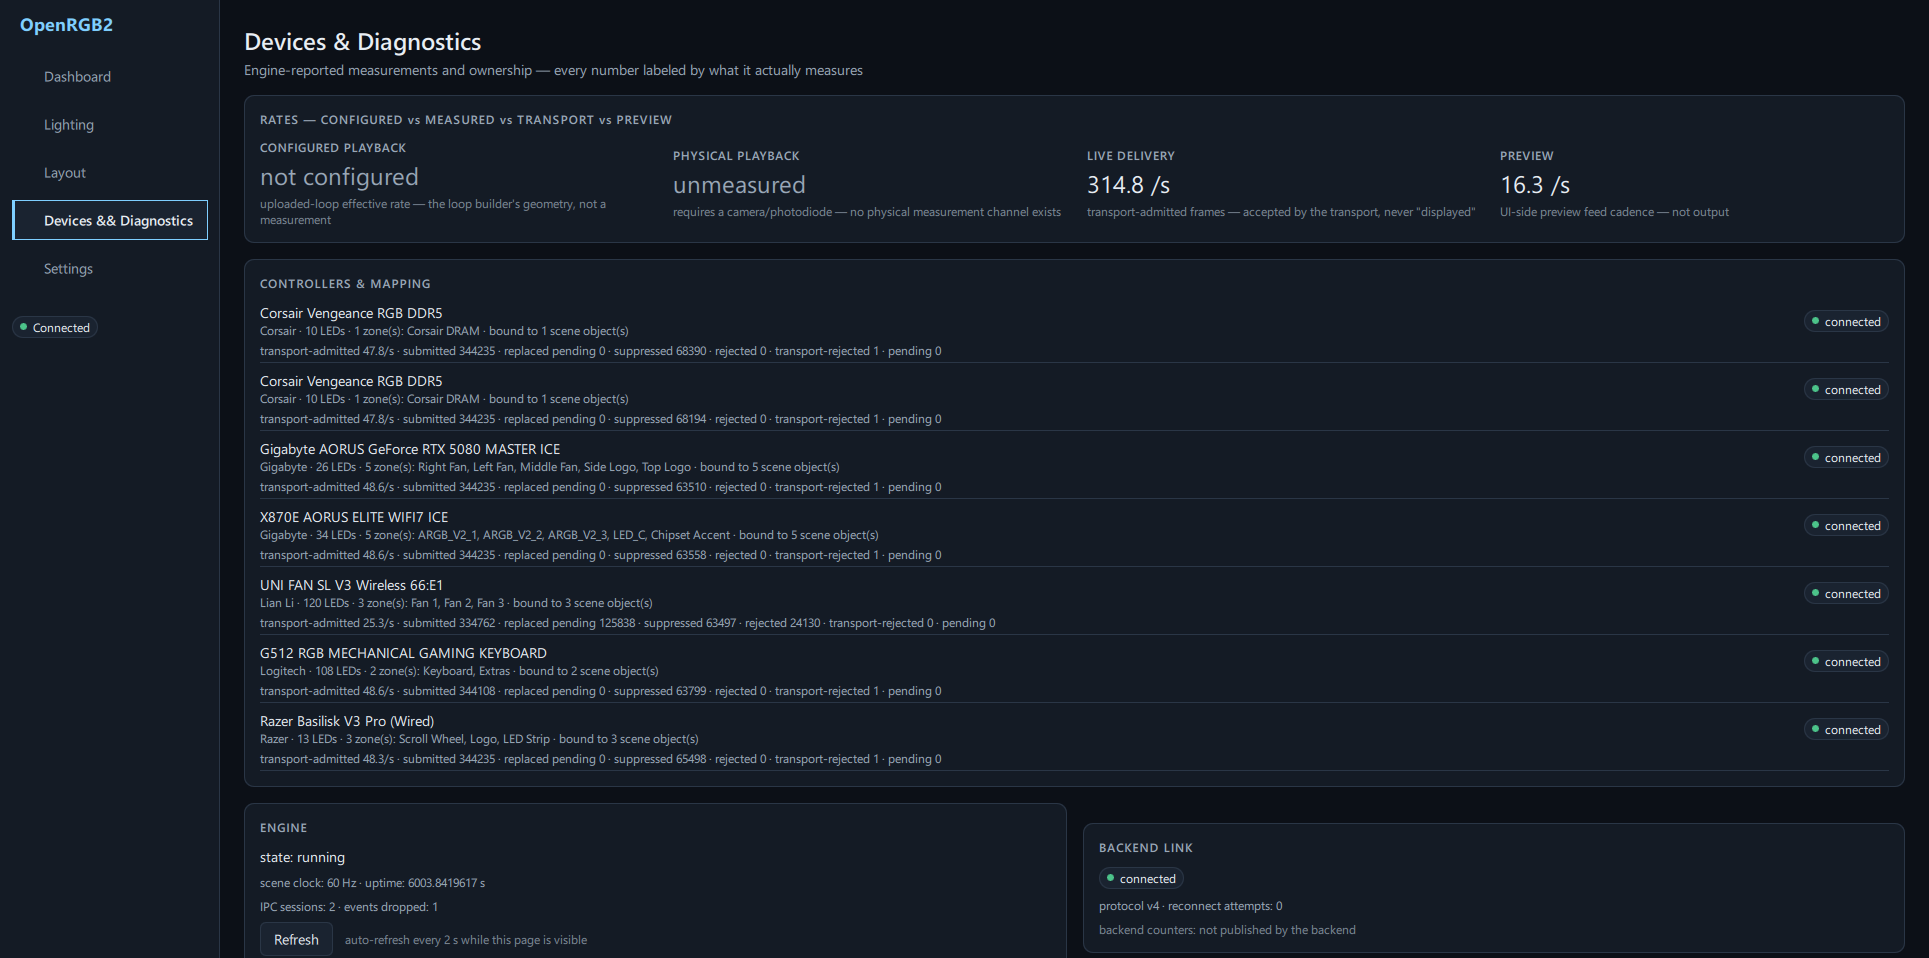 OpenRGB2
Dashboard
Lighting
Layout
Devices && Diagnostics
Settings
Connected
Devices & Diagnostics
Engine-reported measurements and ownership — every number labeled by what it actually measures
RATES — CONFIGURED vs MEASURED vs TRANSPORT vs PREVIEW
CONFIGURED PLAYBACK
not configured
uploaded-loop effective rate — the loop builder's geometry, not a
measurement
PHYSICAL PLAYBACK
unmeasured
requires a camera/photodiode — no physical measurement channel exists
LIVE DELIVERY
314.8 /s
transport-admitted frames — accepted by the transport, never "displayed"
PREVIEW
16.3 /s
UI-side preview feed cadence — not output
CONTROLLERS & MAPPING
Corsair Vengeance RGB DDR5
Corsair · 10 LEDs · 1 zone(s): Corsair DRAM · bound to 1 scene object(s)
transport-admitted 47.8/s · submitted 344235 · replaced pending 0 · suppressed 68390 · rejected 0 · transport-rejected 1 · pending 0
connected
Corsair Vengeance RGB DDR5
Corsair · 10 LEDs · 1 zone(s): Corsair DRAM · bound to 1 scene object(s)
transport-admitted 47.8/s · submitted 344235 · replaced pending 0 · suppressed 68194 · rejected 0 · transport-rejected 1 · pending 0
connected
Gigabyte AORUS GeForce RTX 5080 MASTER ICE
Gigabyte · 26 LEDs · 5 zone(s): Right Fan, Left Fan, Middle Fan, Side Logo, Top Logo · bound to 5 scene object(s)
transport-admitted 48.6/s · submitted 344235 · replaced pending 0 · suppressed 63510 · rejected 0 · transport-rejected 1 · pending 0
connected
X870E AORUS ELITE WIFI7 ICE
Gigabyte · 34 LEDs · 5 zone(s): ARGB_V2_1, ARGB_V2_2, ARGB_V2_3, LED_C, Chipset Accent · bound to 5 scene object(s)
transport-admitted 48.6/s · submitted 344235 · replaced pending 0 · suppressed 63558 · rejected 0 · transport-rejected 1 · pending 0
connected
UNI FAN SL V3 Wireless 66:E1
Lian Li · 120 LEDs · 3 zone(s): Fan 1, Fan 2, Fan 3 · bound to 3 scene object(s)
transport-admitted 25.3/s · submitted 334762 · replaced pending 125838 · suppressed 63497 · rejected 24130 · transport-rejected 0 · pending 0
connected
G512 RGB MECHANICAL GAMING KEYBOARD
Logitech · 108 LEDs · 2 zone(s): Keyboard, Extras · bound to 2 scene object(s)
transport-admitted 48.6/s · submitted 344108 · replaced pending 0 · suppressed 63799 · rejected 0 · transport-rejected 1 · pending 0
connected
Razer Basilisk V3 Pro (Wired)
Razer · 13 LEDs · 3 zone(s): Scroll Wheel, Logo, LED Strip · bound to 3 scene object(s)
transport-admitted 48.3/s · submitted 344235 · replaced pending 0 · suppressed 65498 · rejected 0 · transport-rejected 1 · pending 0
connected
ENGINE
state: running
scene clock: 60 Hz · uptime: 6003.8419617 s
IPC sessions: 2 · events dropped: 1
Refresh
auto-refresh every 2 s while this page is visible
BACKEND LINK
connected
protocol v4 · reconnect attempts: 0
backend counters: not published by the backend